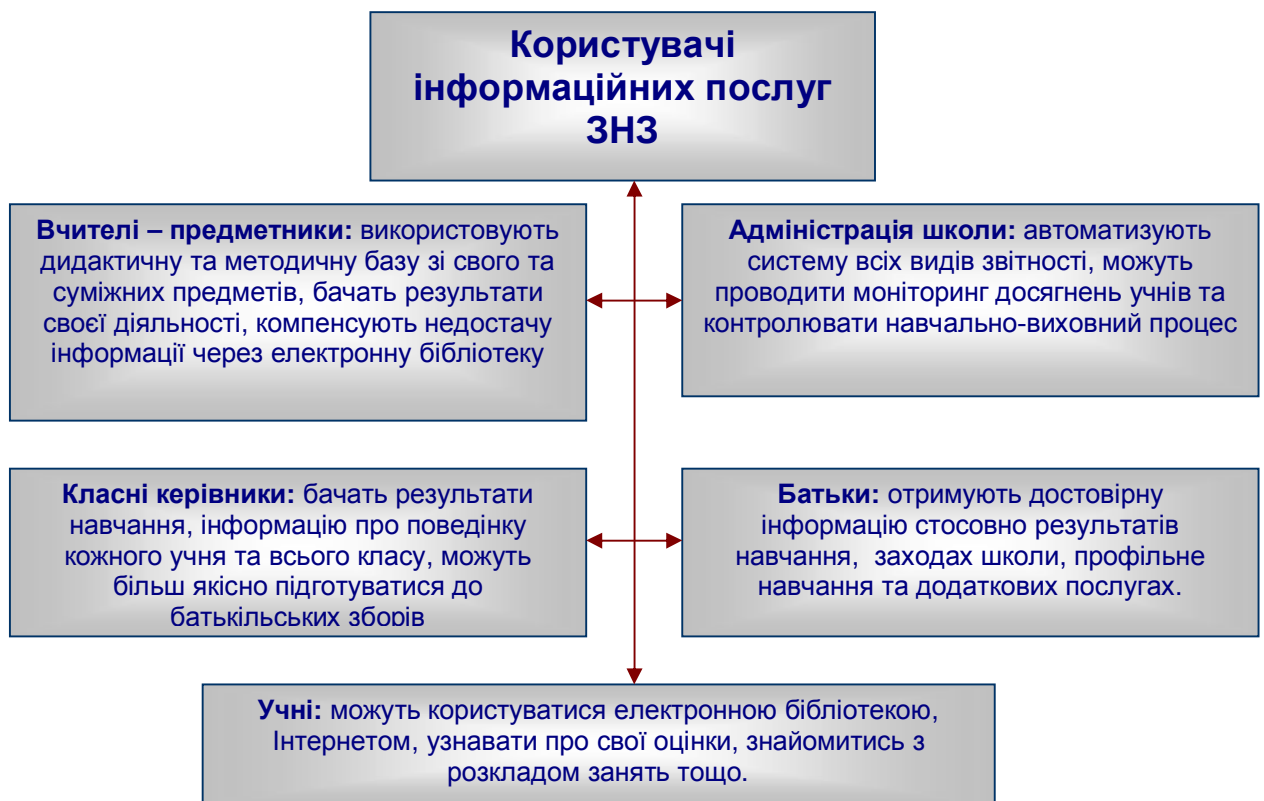 Користувачі
інформаційних послуг
ЗНЗ
Вчителі – предметники: використовують
дидактичну та методичну базу зі свого та
суміжних предметів, бачать результати
своєї діяльності, компенсують недостачу
інформації через електронну бібліотеку
Адміністрація школи: автоматизують
систему всіх видів звітності, можуть
проводити моніторинг досягнень учнів та
контролювати навчально-виховний процес
Класні керівники: бачать результати
навчання, інформацію про поведінку
кожного учня та всього класу, можуть
більш якісно підготуватися до
батькільських зборів
Батьки: отримують достовірну
інформацію стосовно результатів
навчання, заходах школи, профільне
навчання та додаткових послугах.
Учні: можуть користуватися електронною бібліотекою,
Інтернетом, узнавати про свої оцінки, знайомитись з
розкладом занять тощо.